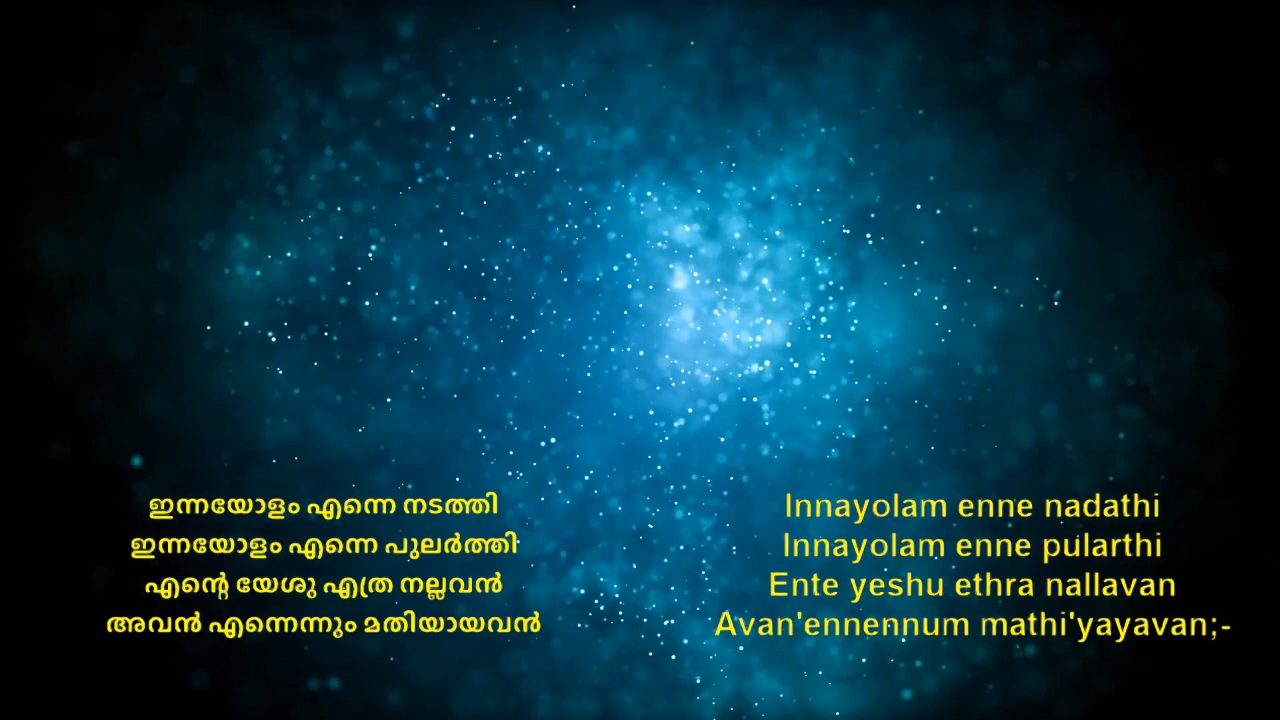 ഇന്നയോളം എന്നെ നടത്തി
ഇന്നയോളം എന്നെ പുലർത്തി
എന്റെ യേശു എത്ര നല്ലവൻ
അവൻ എന്നെന്നും മതിയായവൻ
Innayolam enne nadathi
Innayolam enne pularthi
Ente yeshu ethra nallavan
Avan'ennennum mathi'yayavan;-